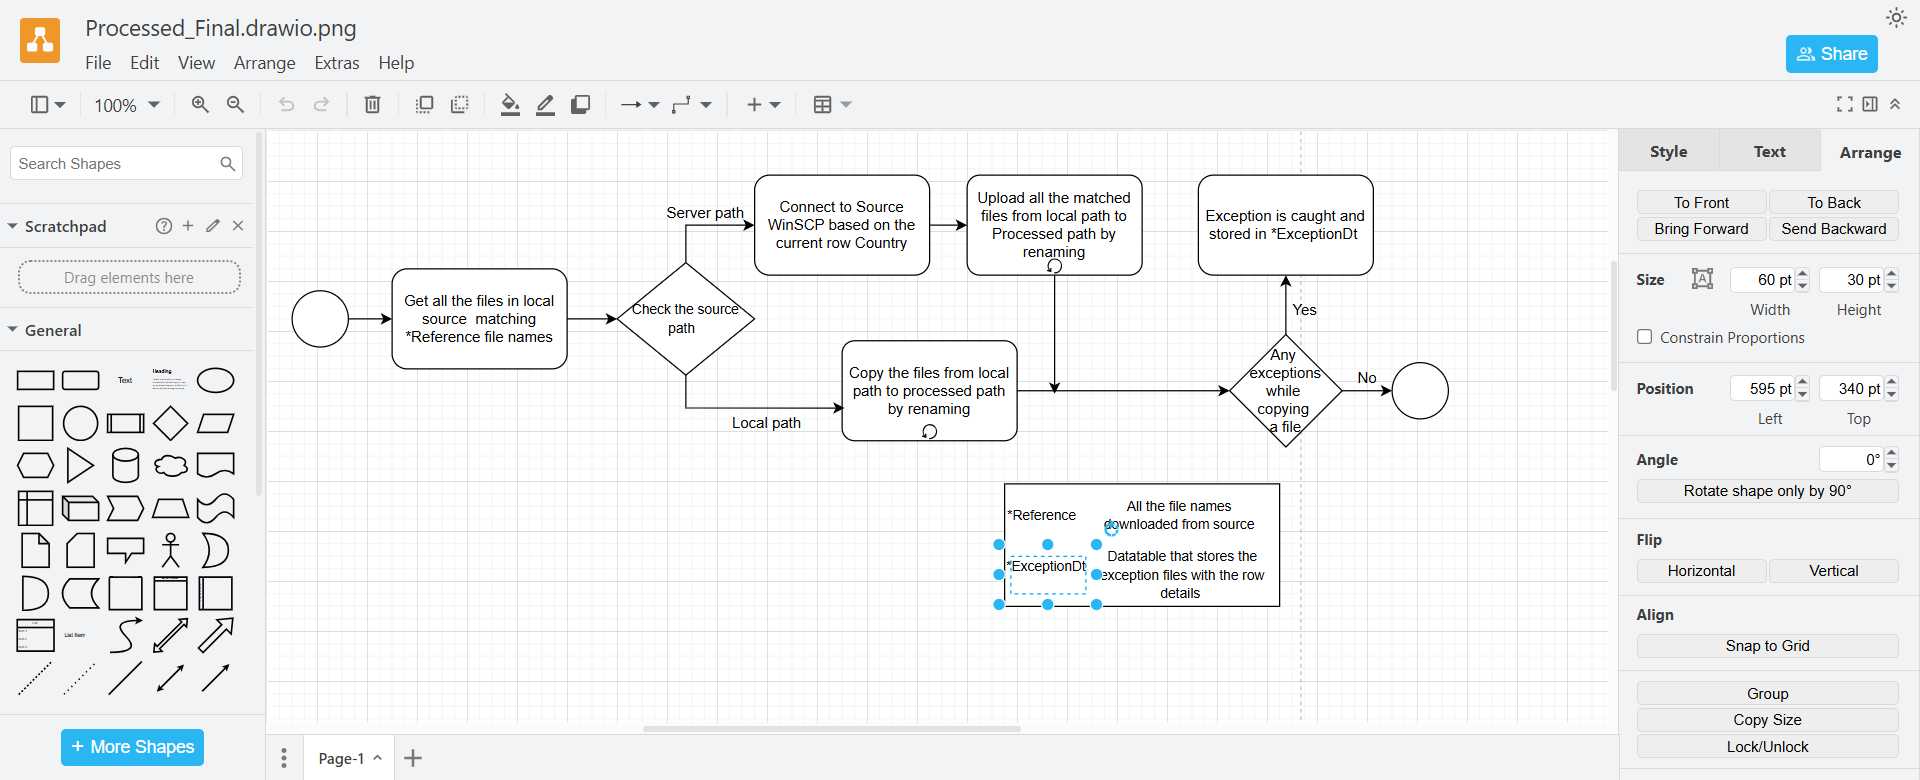 Processed_Final.drawio.png
File Edit View Arrange Extras Help
Share
100%
Search Shapes
Scratchpad
Drag elements here
General
Text
Heading
List Item
+ More Shapes
Server path
Connect to Source
WinSCP based on the
current row Country
Upload all the matched
files from local path to
Processed path by
renaming
Exception is caught and
stored in *ExceptionDt
Get all the files in local
source matching
*Reference file names
Check the source
path
Yes
Copy the files from local
path to processed path
by renaming
Local path
Any
exceptions
while
copying
a file
No
*Reference
All the file names
downloaded from source
*ExceptionDt
Datatable that stores the
exception files with the row
details
Page-1
Style Text Arrange
To Front To Back
Bring Forward Send Backward
Size 60 pt 30 pt
Width Height
Constrain Proportions
Position 595 pt 340 pt
Left Top
Angle 0°
Rotate shape only by 90°
Flip
Horizontal Vertical
Align
Snap to Grid
Group
Copy Size
Lock/Unlock